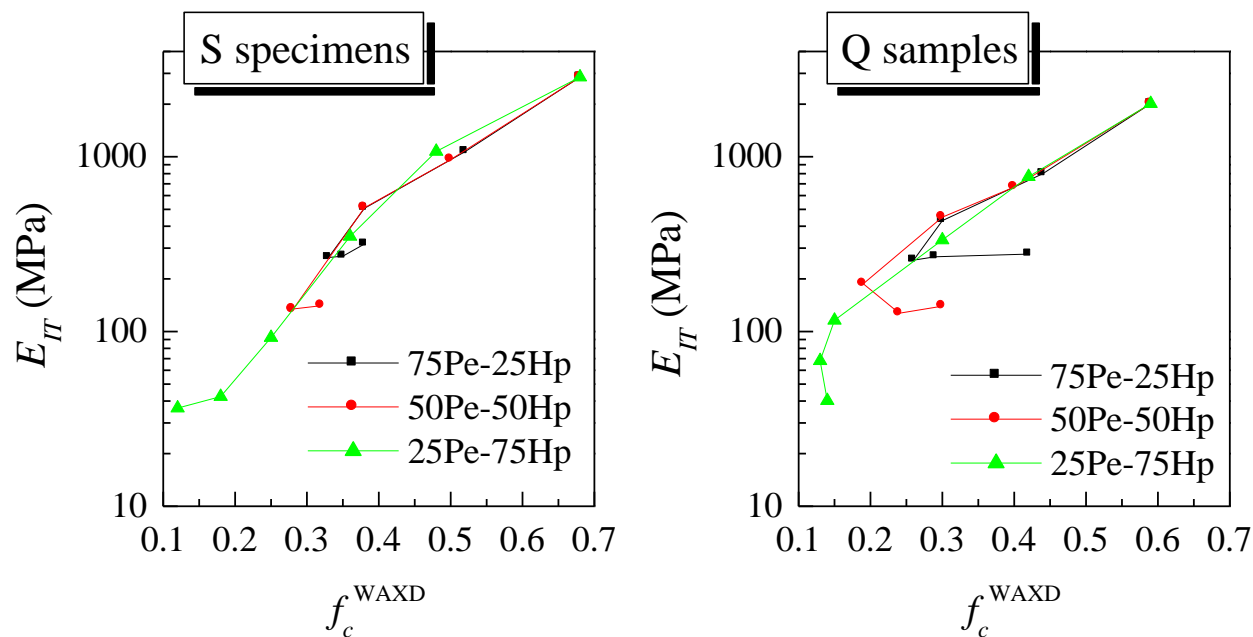 S specimens
1000
100
10
E_IT (MPa)
75Pe-25Hp
50Pe-50Hp
25Pe-75Hp
0.1 0.2 0.3 0.4 0.5 0.6 0.7
f_c^WAXD
Q samples
1000
100
10
E_IT (MPa)
75Pe-25Hp
50Pe-50Hp
25Pe-75Hp
0.1 0.2 0.3 0.4 0.5 0.6 0.7
f_c^WAXD